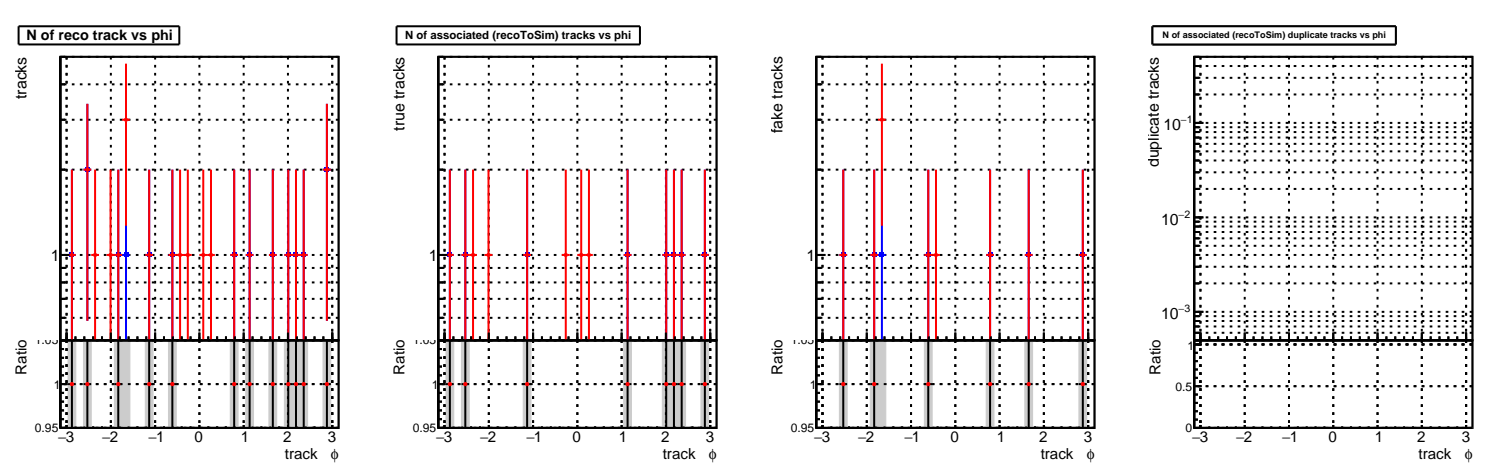 N of reco track vs phi
tracks
1
1.05
Ratio
1
0.95
−3 −2 −1 0 1 2 3
track ϕ
N of associated (recoToSim) tracks vs phi
true tracks
1
1.05
Ratio
1
0.95
−3 −2 −1 0 1 2 3
track ϕ
fake tracks
1
1.05
Ratio
1
0.95
−3 −2 −1 0 1 2 3
track ϕ
N of associated (recoToSim) duplicate tracks vs phi
duplicate tracks
10−1
10−2
10−3
Ratio
1
0.5
0
−3 −2 −1 0 1 2 3
track ϕ